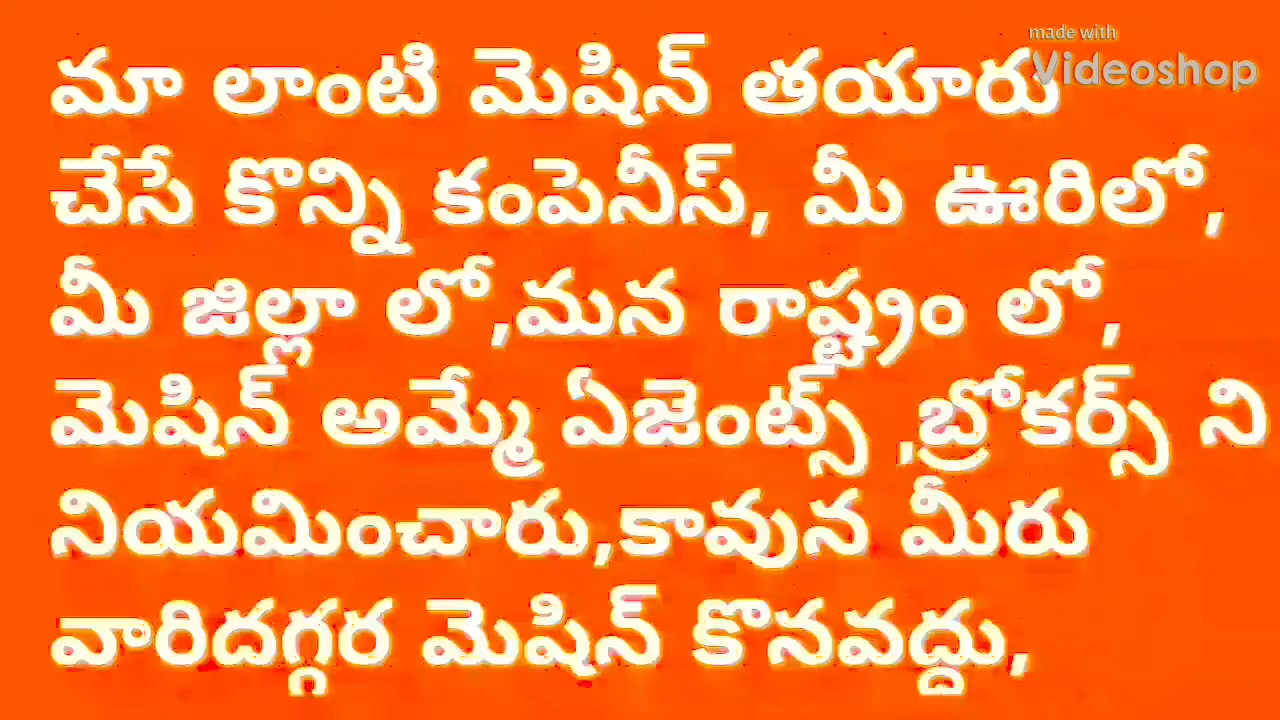 made with
Videoshop
మా లాంటి మెషిన్ తయారు
చేసే కొన్ని కంపెనీస్, మీ ఊరిలో,
మీ జిల్లా లో,మన రాష్ట్రం లో,
మెషిన్ అమ్మే ఏజెంట్స్ ,బ్రోకర్స్ ని
నియమించారు,కావున మీరు
వారిదగ్గర మెషిన్ కొనవద్దు,